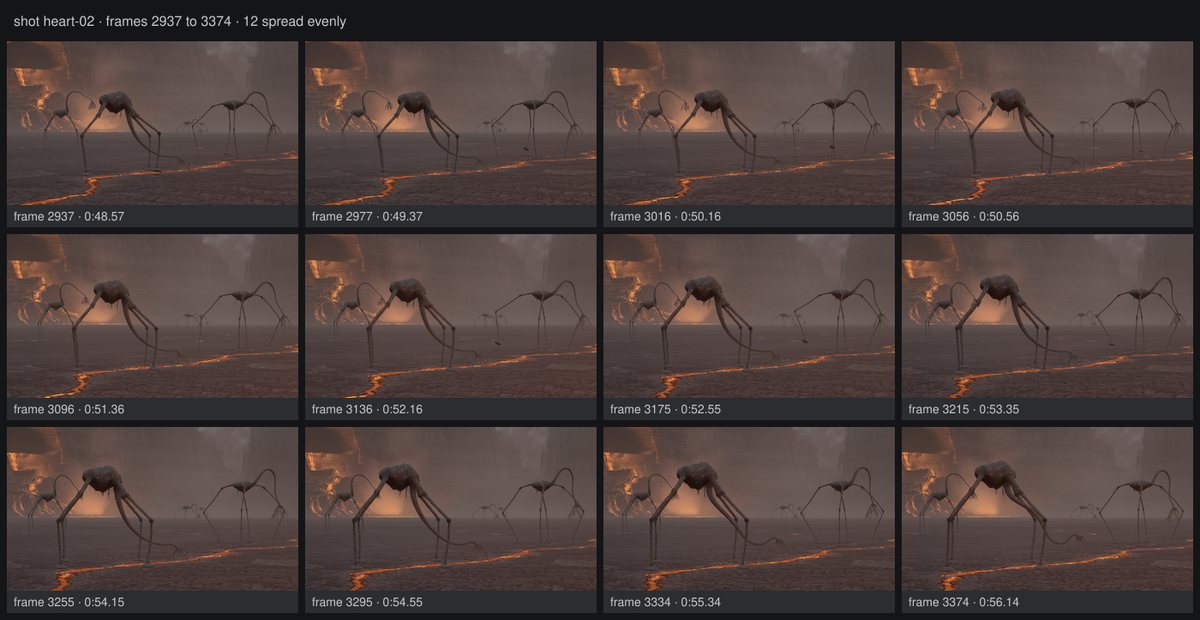 shot heart-02 · frames 2937 to 3374 · 12 spread evenly
frame 2937 · 0:48.57
frame 2977 · 0:49.37
frame 3016 · 0:50.16
frame 3056 · 0:50.56
frame 3096 · 0:51.36
frame 3136 · 0:52.16
frame 3175 · 0:52.55
frame 3215 · 0:53.35
frame 3255 · 0:54.15
frame 3295 · 0:54.55
frame 3334 · 0:55.34
frame 3374 · 0:56.14